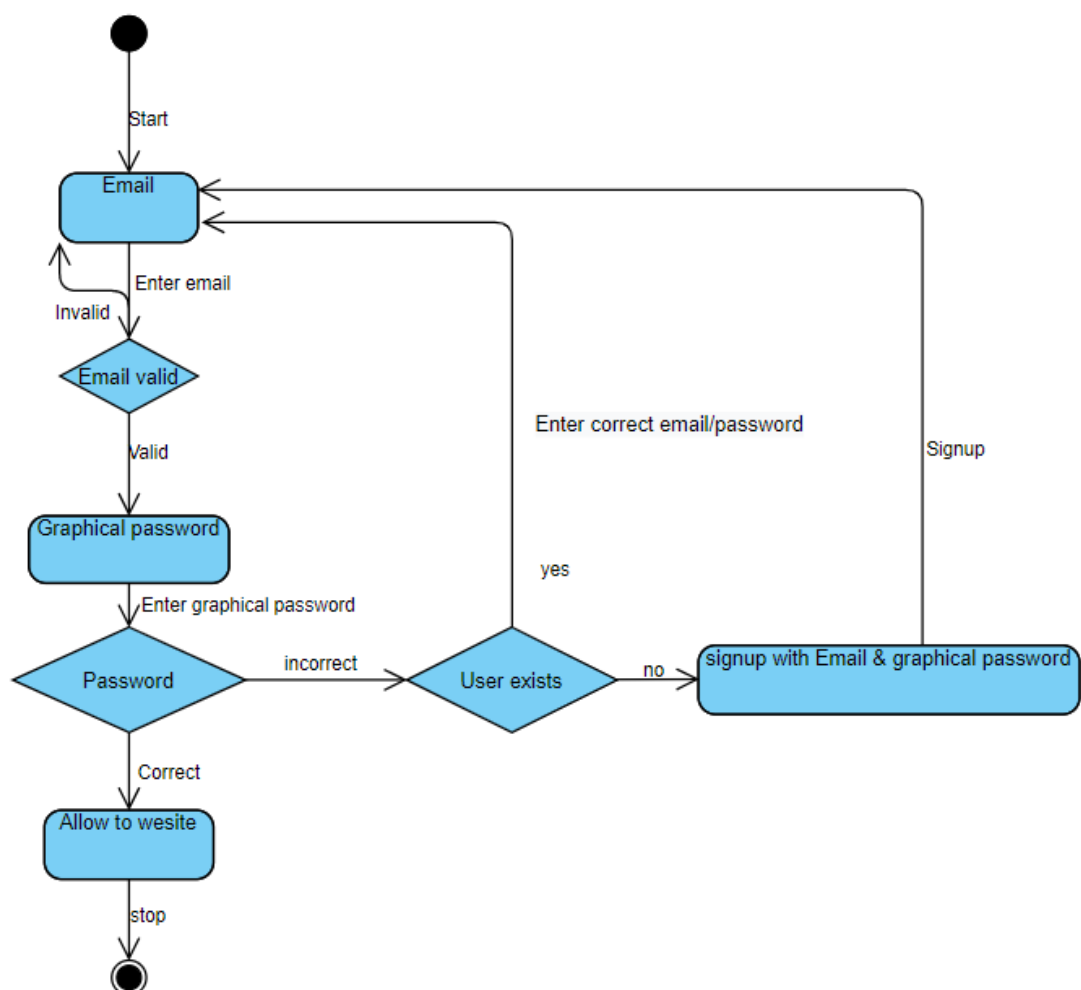 Start
Email
Enter email
Invalid
Email valid
Valid
Enter correct email/password
Signup
Graphical password
yes
Enter graphical password
Password
incorrect
User exists
no
signup with Email & graphical password
Correct
Allow to wesite
stop